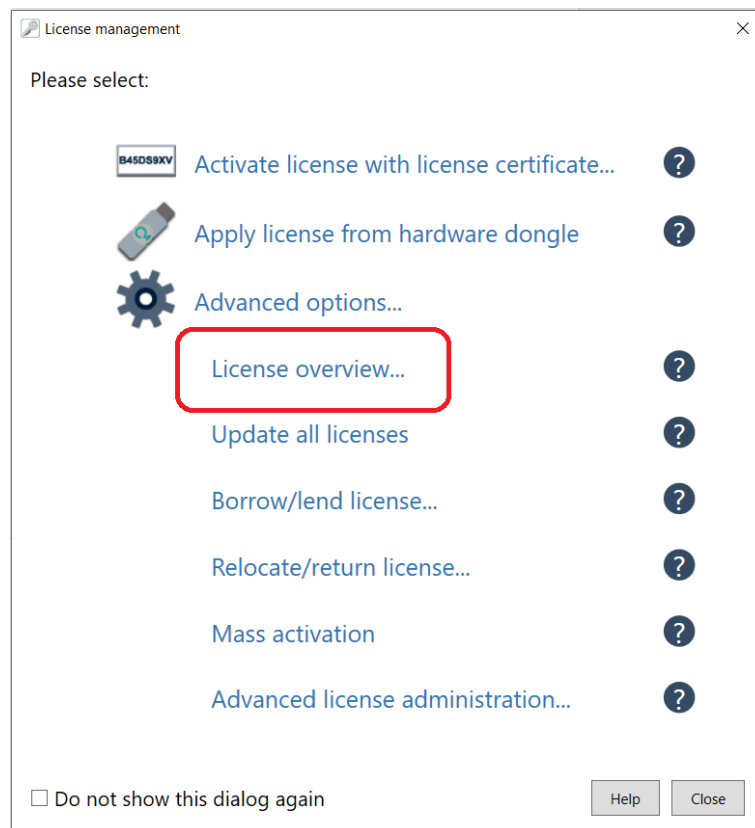 License management
Please select:
B45DS9XV
Activate license with license certificate...
?
Apply license from hardware dongle
?
Advanced options...
License overview...
?
Update all licenses
?
Borrow/lend license...
?
Relocate/return license...
?
Mass activation
?
Advanced license administration...
?
Do not show this dialog again
Help
Close